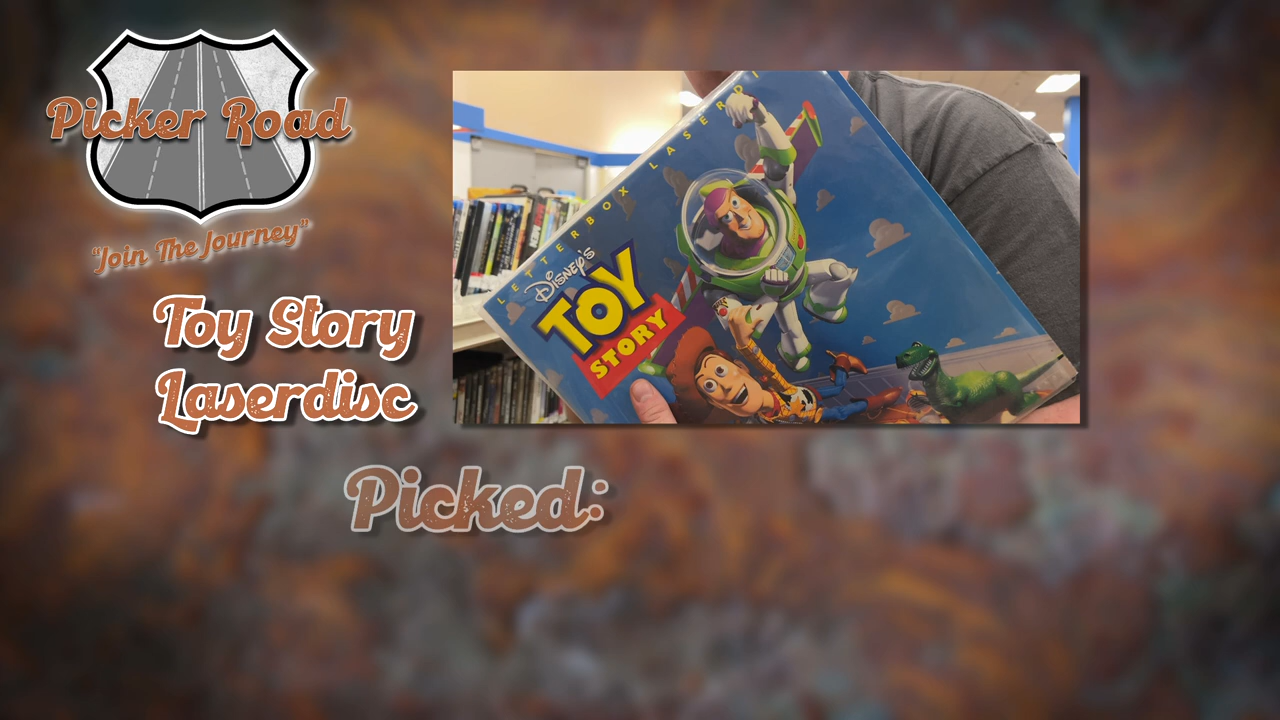 Picker Road
"Join The Journey"
Toy Story
Laserdisc
LETTERBOX LASERDI
DISNEY'S
TOY
STORY
Picked: